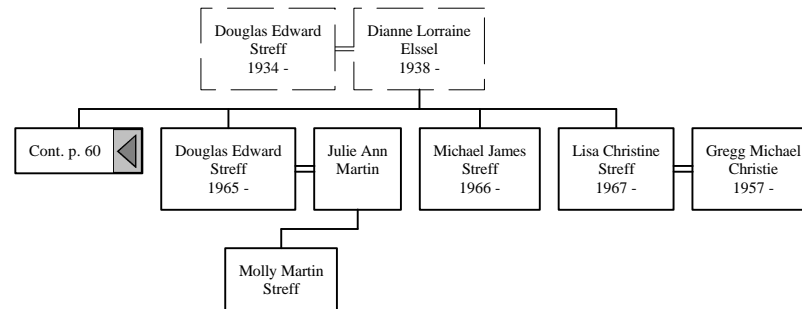 Douglas Edward
Streff
1934 -
Dianne Lorraine
Elssel
1938 -
Cont. p. 60
Douglas Edward
Streff
1965 -
Julie Ann
Martin
Michael James
Streff
1966 -
Lisa Christine
Streff
1967 -
Gregg Michael
Christie
1957 -
Molly Martin
Streff